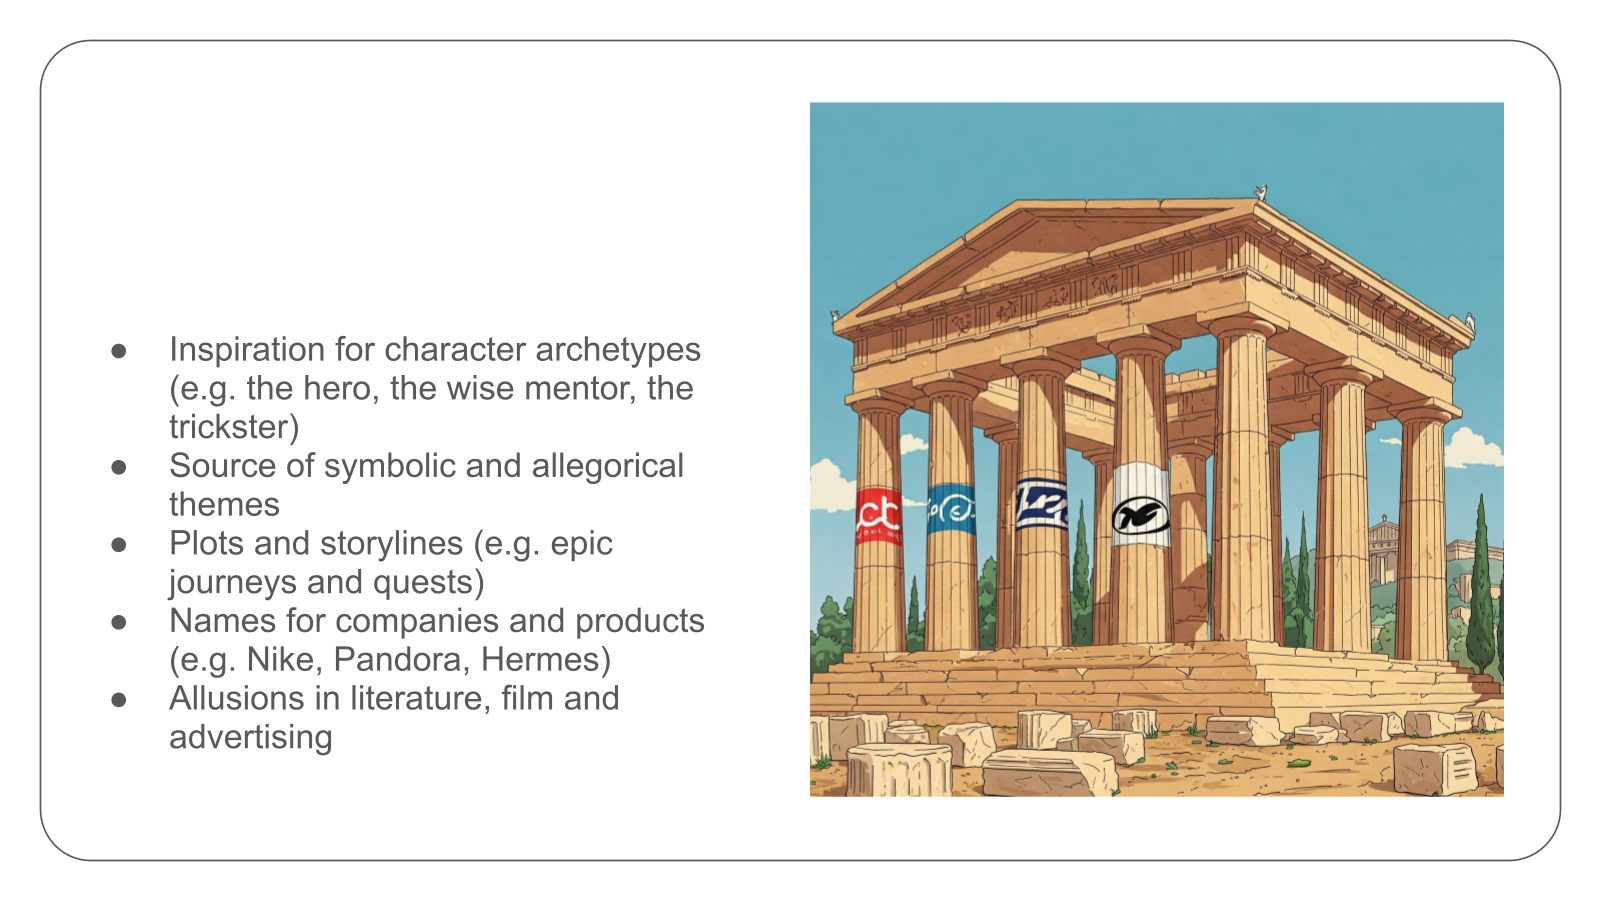 ● Inspiration for character archetypes
(e.g. the hero, the wise mentor, the
trickster)
● Source of symbolic and allegorical
themes
● Plots and storylines (e.g. epic
journeys and quests)
● Names for companies and products
(e.g. Nike, Pandora, Hermes)
● Allusions in literature, film and
advertising